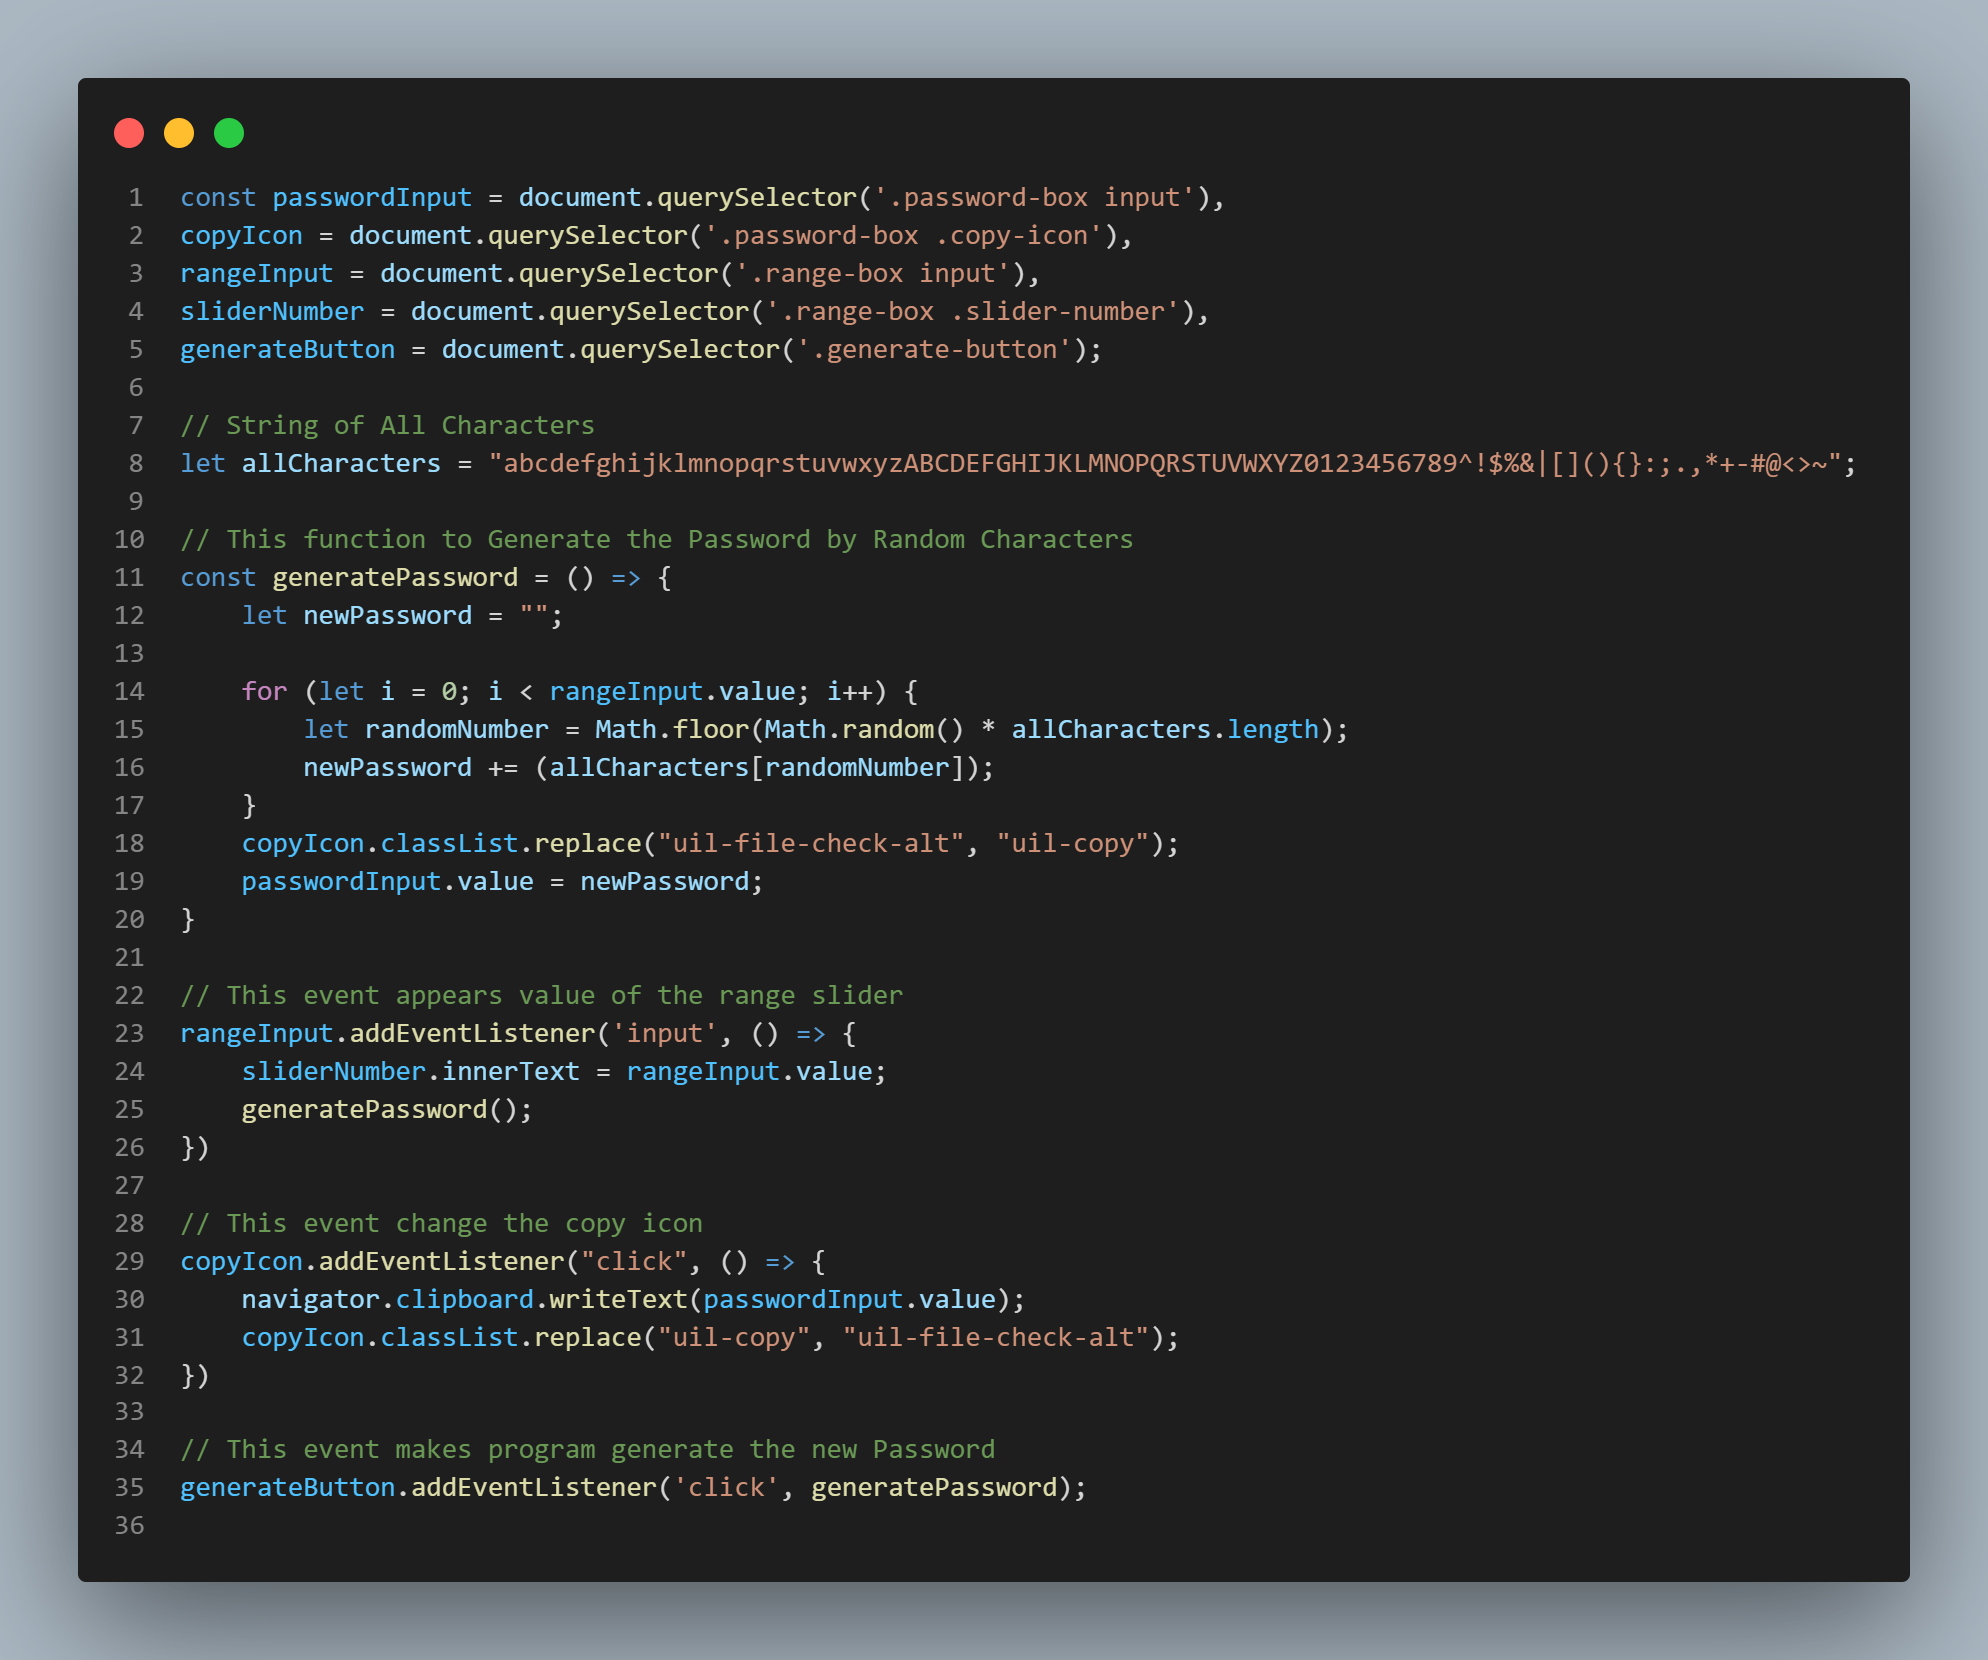 1 const passwordInput = document.querySelector('.password-box input'),
2 copyIcon = document.querySelector('.password-box .copy-icon'),
3 rangeInput = document.querySelector('.range-box input'),
4 sliderNumber = document.querySelector('.range-box .slider-number'),
5 generateButton = document.querySelector('.generate-button');
6
7 // String of All Characters
8 let allCharacters = "abcdefghijklmnopqrstuvwxyzABCDEFGHIJKLMNOPQRSTUVWXYZ0123456789^!$%&|[](){}:;.,*+-#@<>~";
9
10 // This function to Generate the Password by Random Characters
11 const generatePassword = () => {
12     let newPassword = "";
13
14     for (let i = 0; i < rangeInput.value; i++) {
15         let randomNumber = Math.floor(Math.random() * allCharacters.length);
16         newPassword += (allCharacters[randomNumber]);
17     }
18     copyIcon.classList.replace("uil-file-check-alt", "uil-copy");
19     passwordInput.value = newPassword;
20 }
21
22 // This event appears value of the range slider
23 rangeInput.addEventListener('input', () => {
24     sliderNumber.innerText = rangeInput.value;
25     generatePassword();
26 })
27
28 // This event change the copy icon
29 copyIcon.addEventListener("click", () => {
30     navigator.clipboard.writeText(passwordInput.value);
31     copyIcon.classList.replace("uil-copy", "uil-file-check-alt");
32 })
33
34 // This event makes program generate the new Password
35 generateButton.addEventListener('click', generatePassword);
36